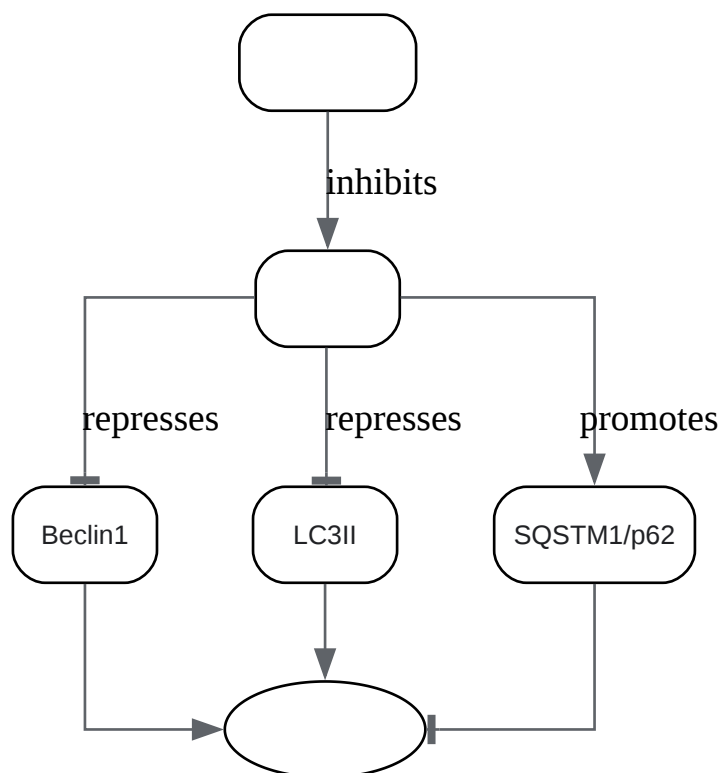 inhibits
represses
represses
promotes
Beclin1
LC3II
SQSTM1/p62